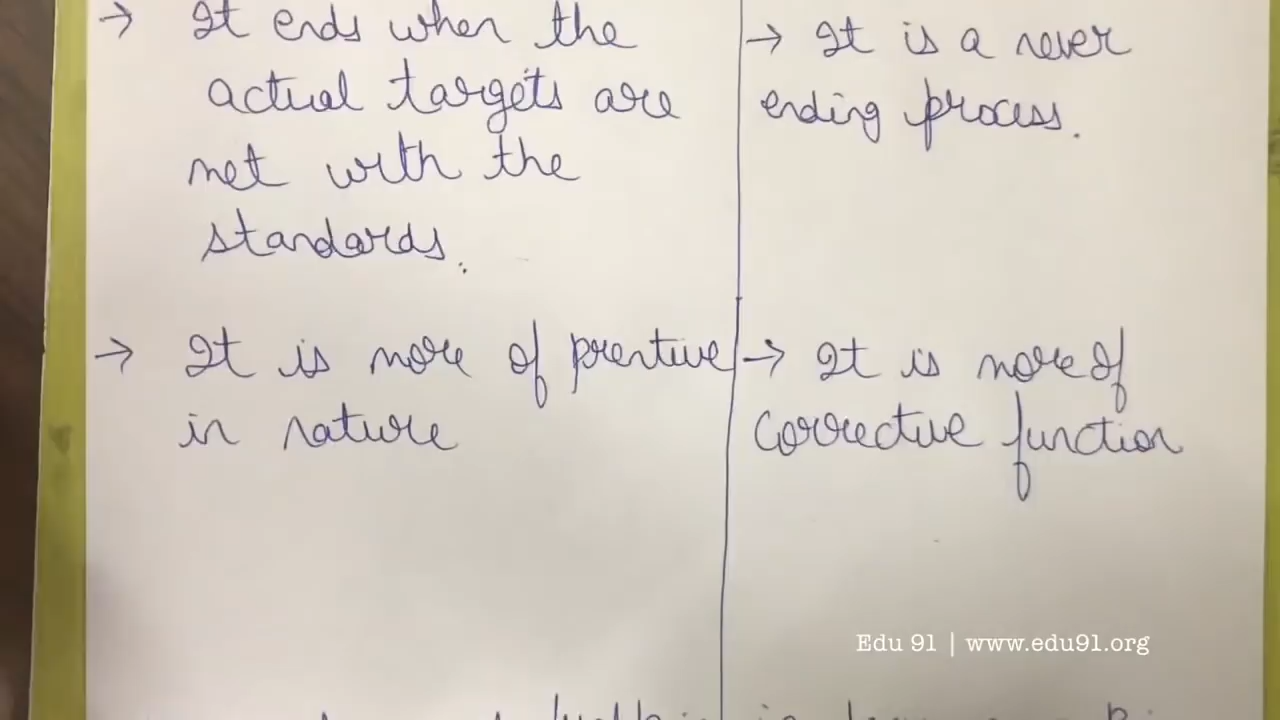 → It ends when the
actual targets are
met with the
standards.
→ It is more of prentive
in nature
→ It is a never
ending process.
→ It is more of
corrective function
Edu 91 | www.edu91.org